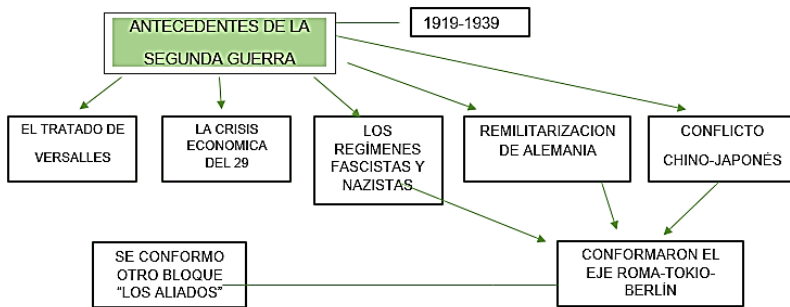 ANTECEDENTES DE LA
SEGUNDA GUERRA
1919-1939
EL TRATADO DE
VERSALLES
LA CRISIS
ECONOMICA
DEL 29
LOS
REGÍMENES
FASCISTAS Y
NAZISTAS
REMILITARIZACION
DE ALEMANIA
CONFLICTO
CHINO-JAPONÉS
SE CONFORMO
OTRO BLOQUE
“LOS ALIADOS”
CONFORMARON EL
EJE ROMA-TOKIO-
BERLÍN